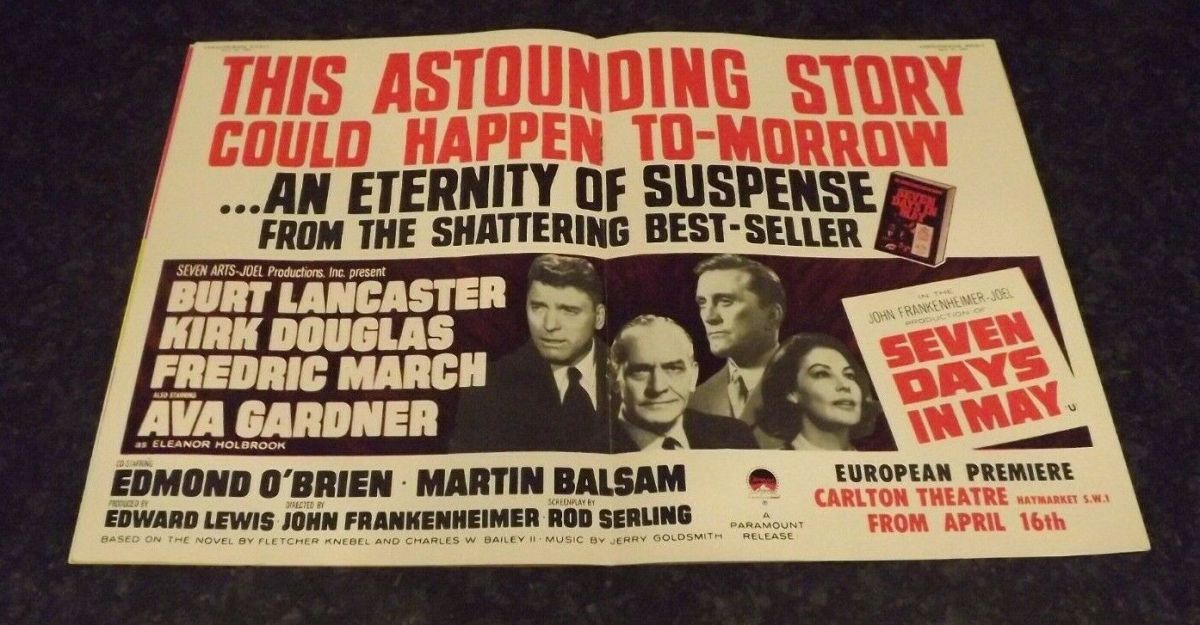 THIS ASTOUNDING STORY
COULD HAPPEN TO-MORROW
...AN ETERNITY OF SUSPENSE
FROM THE SHATTERING BEST-SELLER
SEVEN DAYS IN MAY
SEVEN ARTS-JOEL Productions, Inc. present
BURT LANCASTER
KIRK DOUGLAS
FREDRIC MARCH
ALSO STARRING
AVA GARDNER
as ELEANOR HOLBROOK
IN THE
JOHN FRANKENHEIMER-JOEL
PRODUCTION OF
SEVEN
DAYS
IN MAY
U
CO-STARRING
EDMOND O'BRIEN · MARTIN BALSAM
PRODUCED BY DIRECTED BY SCREENPLAY BY
EDWARD LEWIS · JOHN FRANKENHEIMER · ROD SERLING
BASED ON THE NOVEL BY FLETCHER KNEBEL AND CHARLES W BAILEY II · MUSIC BY JERRY GOLDSMITH
A
PARAMOUNT
RELEASE
EUROPEAN PREMIERE
CARLTON THEATRE HAYMARKET S.W.1
FROM APRIL 16th